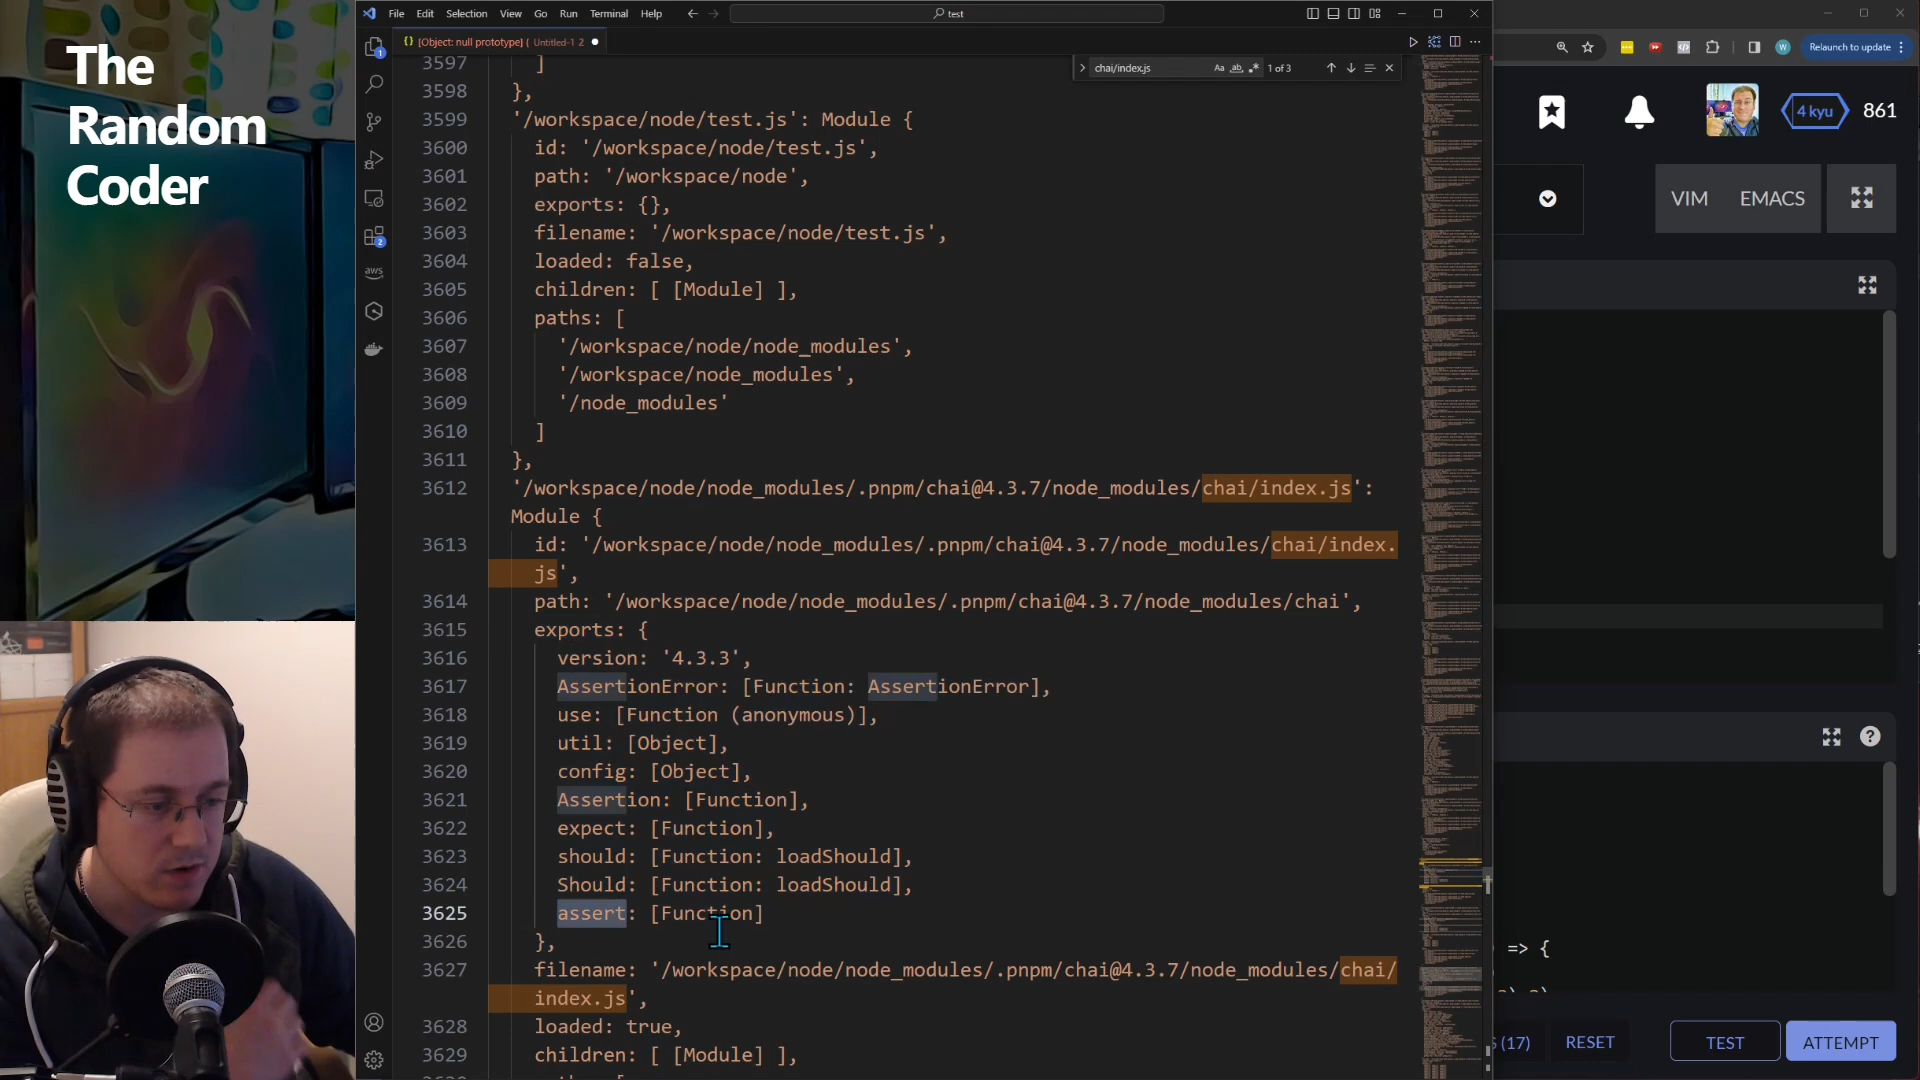 The
Random
Coder
File Edit Selection View Go Run Terminal Help
test
[Object: null prototype] { Untitled-1 2
chai/index.js
Aa ab 1 of 3
3597 ]
3598 },
3599 '/workspace/node/test.js': Module {
3600 id: '/workspace/node/test.js',
3601 path: '/workspace/node',
3602 exports: {},
3603 filename: '/workspace/node/test.js',
3604 loaded: false,
3605 children: [ [Module] ],
3606 paths: [
3607 '/workspace/node/node_modules',
3608 '/workspace/node_modules',
3609 '/node_modules'
3610 ]
3611 },
3612 '/workspace/node/node_modules/.pnpm/chai@4.3.7/node_modules/chai/index.js':
Module {
3613 id: '/workspace/node/node_modules/.pnpm/chai@4.3.7/node_modules/chai/index.
js',
3614 path: '/workspace/node/node_modules/.pnpm/chai@4.3.7/node_modules/chai',
3615 exports: {
3616 version: '4.3.3',
3617 AssertionError: [Function: AssertionError],
3618 use: [Function (anonymous)],
3619 util: [Object],
3620 config: [Object],
3621 Assertion: [Function],
3622 expect: [Function],
3623 should: [Function: loadShould],
3624 Should: [Function: loadShould],
3625 assert: [Function]
3626 },
3627 filename: '/workspace/node/node_modules/.pnpm/chai@4.3.7/node_modules/chai/
index.js',
3628 loaded: true,
3629 children: [ [Module] ],
aws
1
2
W
Relaunch to update
4 kyu 861
VIM EMACS
?
=> {
(17) RESET TEST ATTEMPT